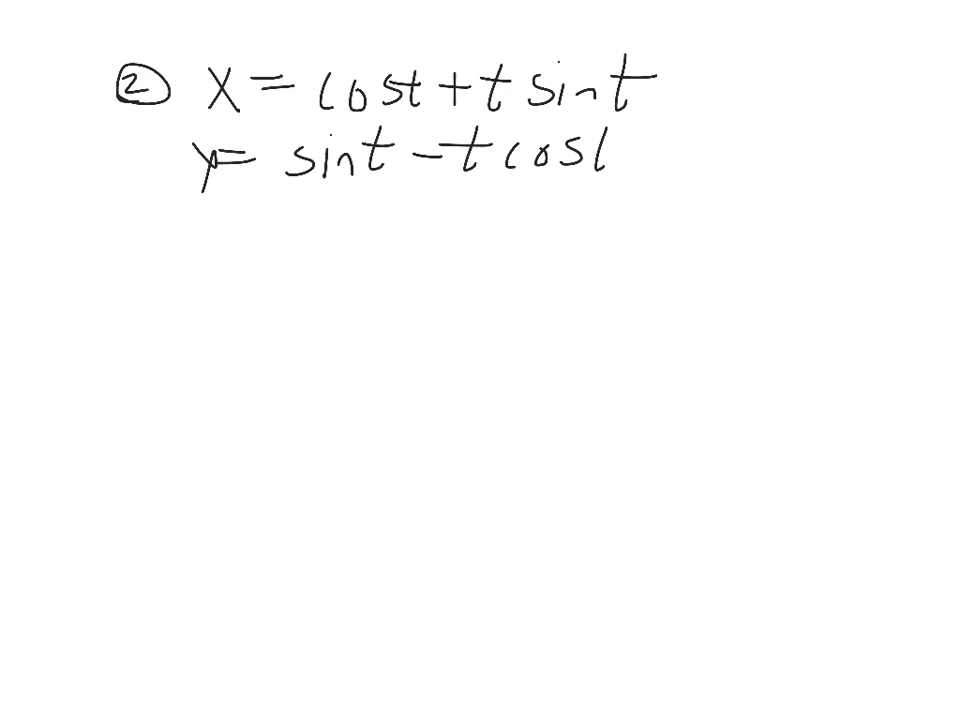 ② x = cost + t sint
y = sint - t cost